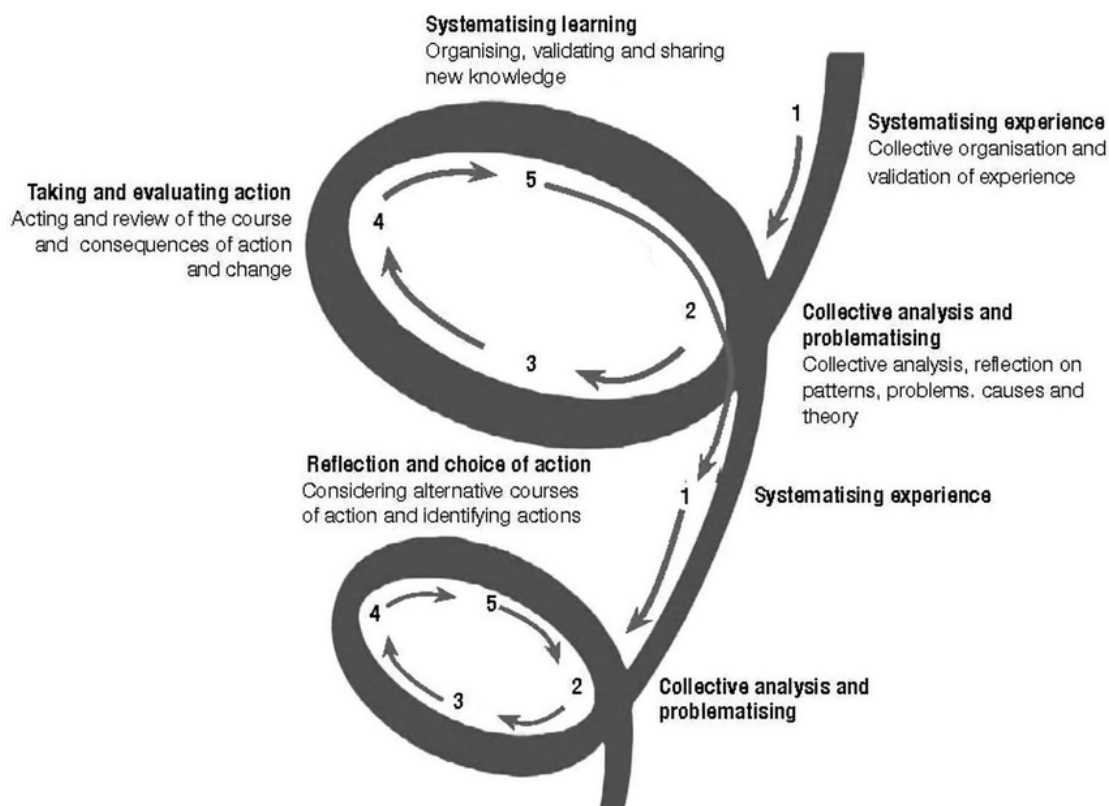 Systematising learning
Organising, validating and sharing
new knowledge
1
Systematising experience
Collective organisation and
validation of experience
Taking and evaluating action
Acting and review of the course
and consequences of action
and change
5
4
2
3
Collective analysis and
problematising
Collective analysis, reflection on
patterns, problems. causes and
theory
Reflection and choice of action
Considering alternative courses
of action and identifying actions
1
Systematising experience
4
5
2
3
Collective analysis and
problematising